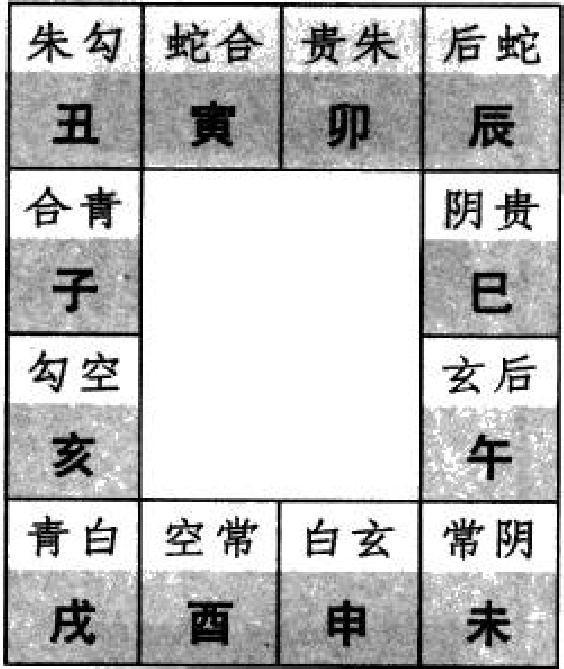 朱勾 蛇合 贵朱 后蛇
丑 寅 卯 辰
合青 阴贵
子 巳
勾空 玄后
亥 午
青白 空常 白玄 常阴
戌 酉 申 未